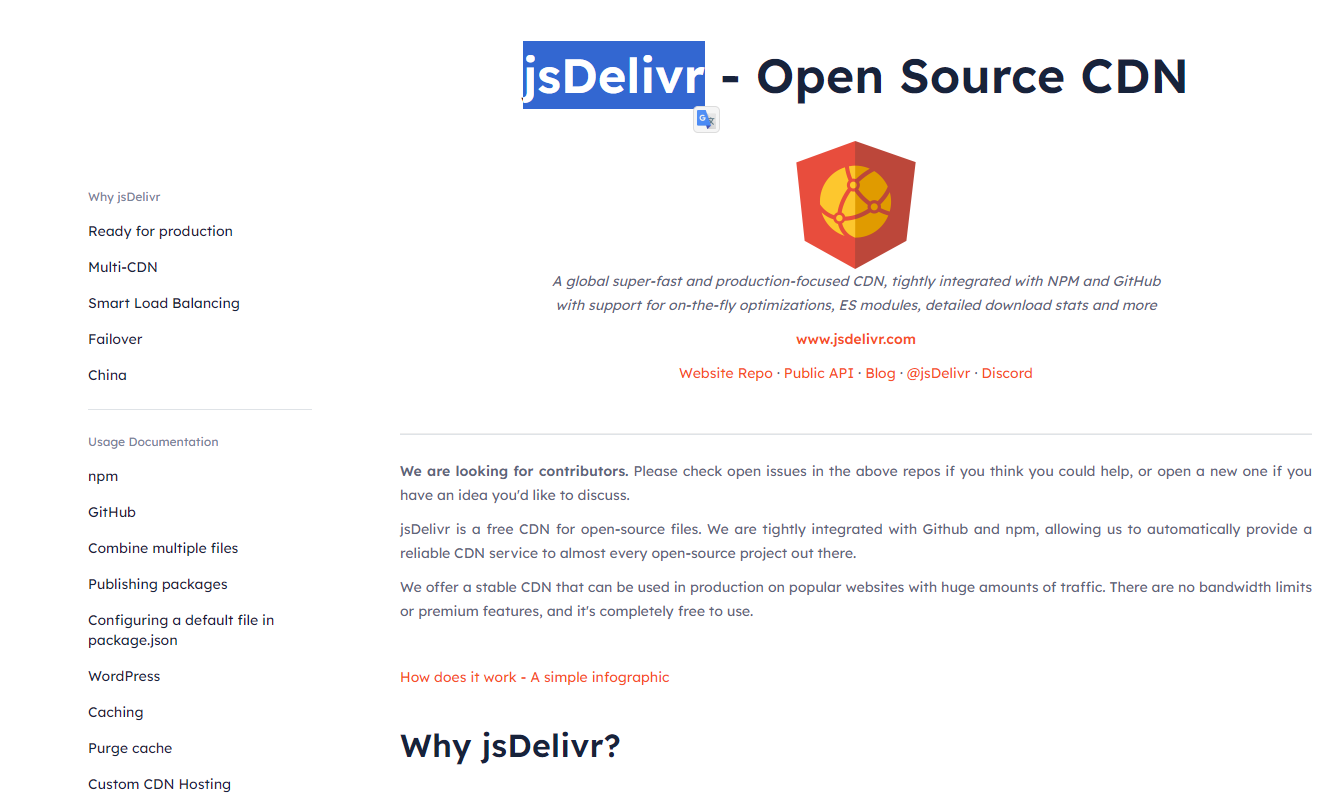 jsDelivr - Open Source CDN
Why jsDelivr
Ready for production
Multi-CDN
Smart Load Balancing
Failover
China
Usage Documentation
npm
GitHub
Combine multiple files
Publishing packages
Configuring a default file in
package.json
WordPress
Caching
Purge cache
Custom CDN Hosting
A global super-fast and production-focused CDN, tightly integrated with NPM and GitHub
with support for on-the-fly optimizations, ES modules, detailed download stats and more
www.jsdelivr.com
Website Repo · Public API · Blog · @jsDelivr · Discord
We are looking for contributors. Please check open issues in the above repos if you think you could help, or open a new one if you
have an idea you'd like to discuss.
jsDelivr is a free CDN for open-source files. We are tightly integrated with Github and npm, allowing us to automatically provide a
reliable CDN service to almost every open-source project out there.
We offer a stable CDN that can be used in production on popular websites with huge amounts of traffic. There are no bandwidth limits
or premium features, and it's completely free to use.
How does it work - A simple infographic
Why jsDelivr?